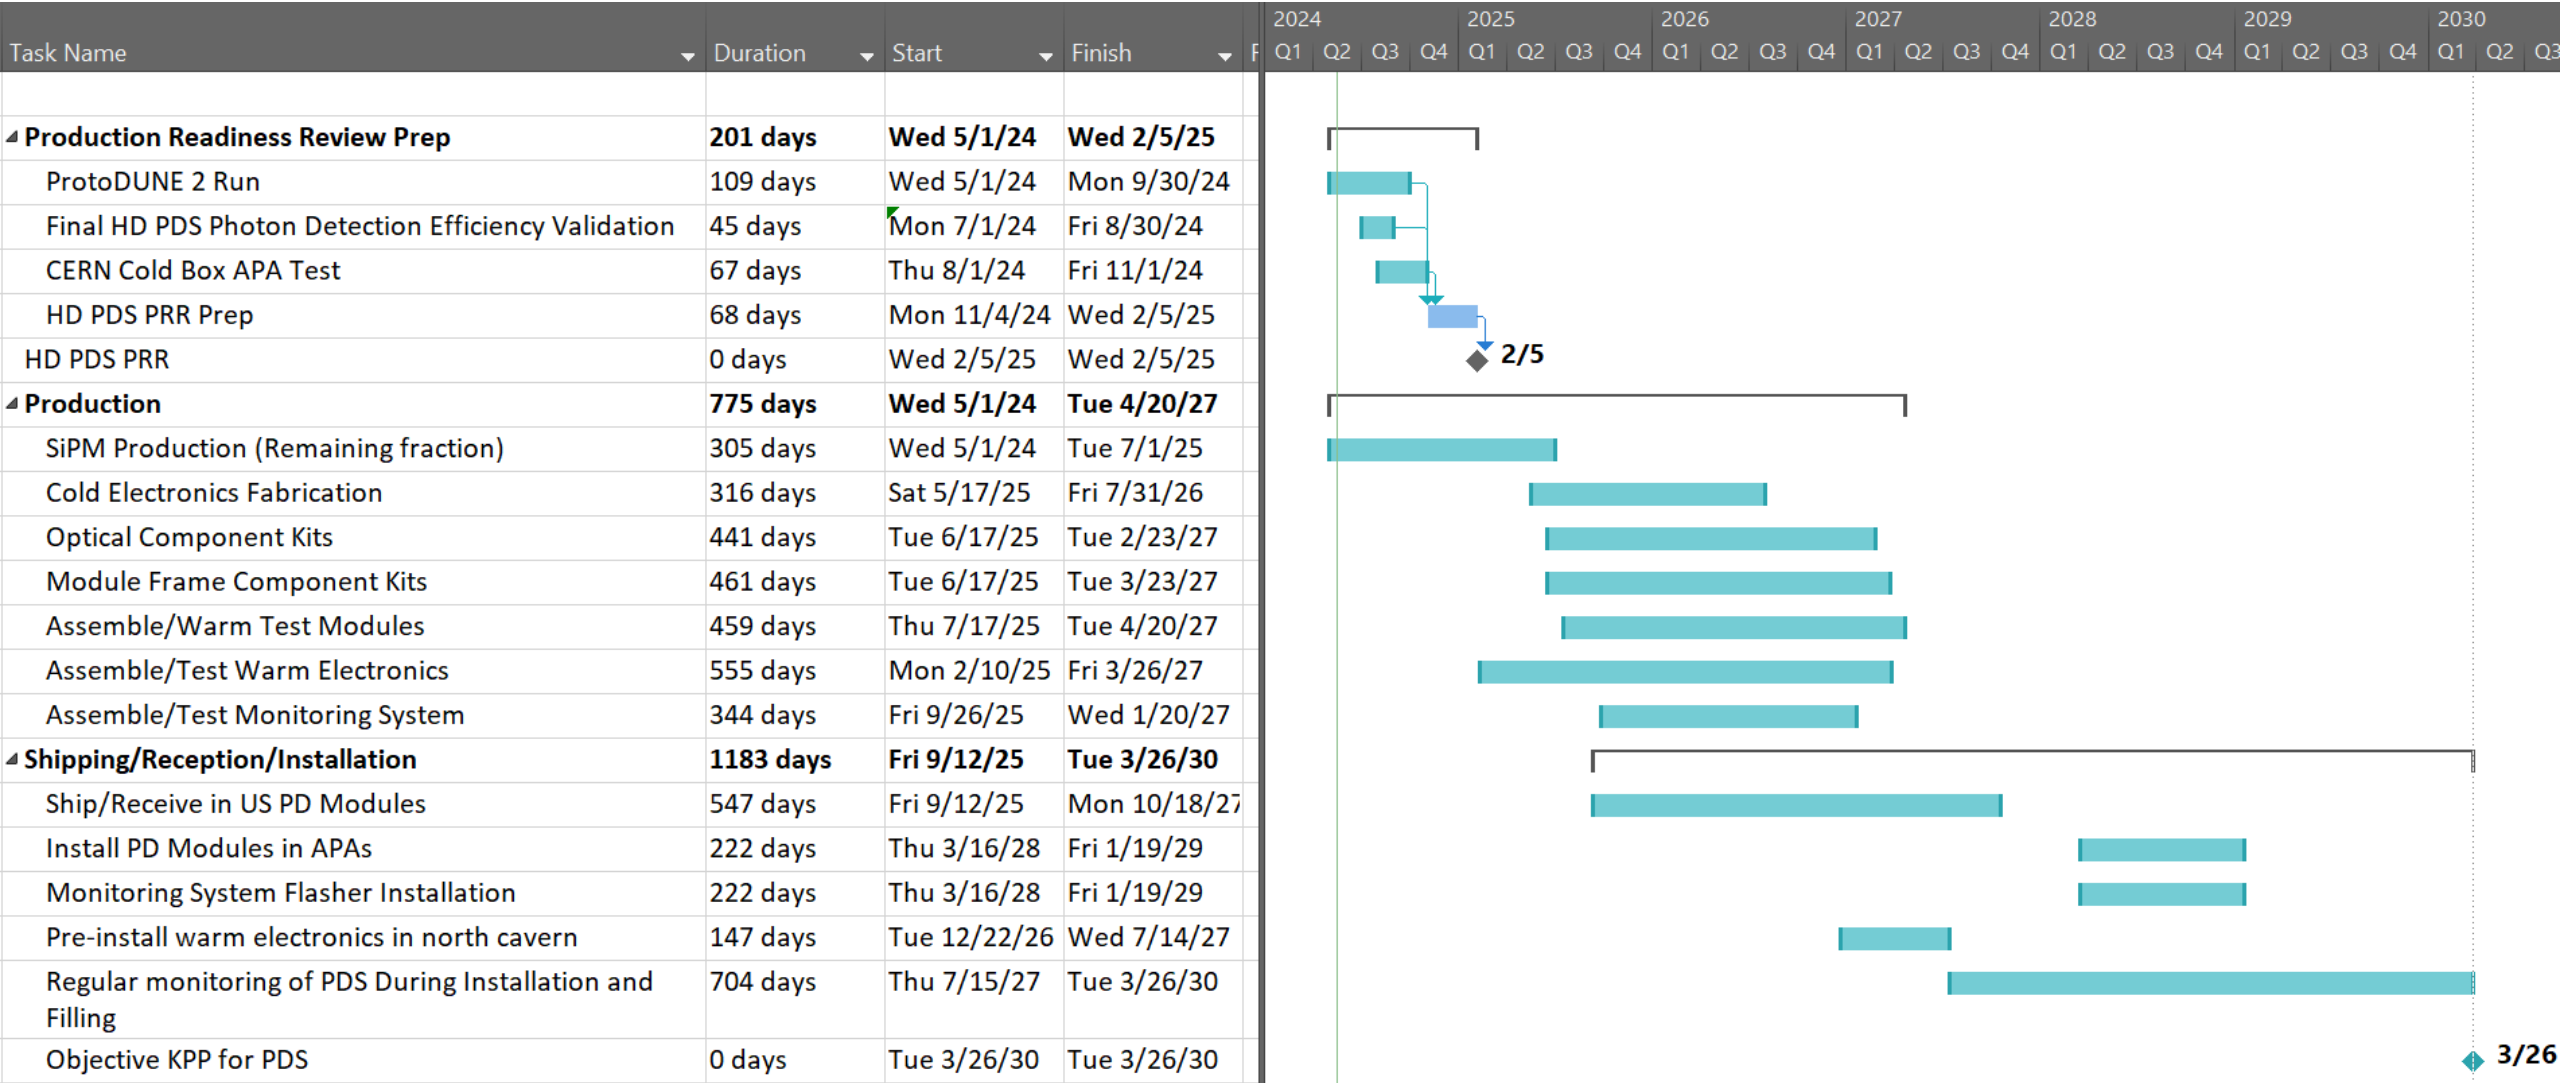 2024 2025 2026 2027 2028 2029 2030
Task Name Duration Start Finish Q1 Q2 Q3 Q4 Q1 Q2 Q3 Q4 Q1 Q2 Q3 Q4 Q1 Q2 Q3 Q4 Q1 Q2 Q3 Q4 Q1 Q2 Q3 Q4 Q1 Q2 Q3
Production Readiness Review Prep 201 days Wed 5/1/24 Wed 2/5/25
ProtoDUNE 2 Run 109 days Wed 5/1/24 Mon 9/30/24
Final HD PDS Photon Detection Efficiency Validation 45 days Mon 7/1/24 Fri 8/30/24
CERN Cold Box APA Test 67 days Thu 8/1/24 Fri 11/1/24
HD PDS PRR Prep 68 days Mon 11/4/24 Wed 2/5/25
HD PDS PRR 0 days Wed 2/5/25 Wed 2/5/25 2/5
Production 775 days Wed 5/1/24 Tue 4/20/27
SiPM Production (Remaining fraction) 305 days Wed 5/1/24 Tue 7/1/25
Cold Electronics Fabrication 316 days Sat 5/17/25 Fri 7/31/26
Optical Component Kits 441 days Tue 6/17/25 Tue 2/23/27
Module Frame Component Kits 461 days Tue 6/17/25 Tue 3/23/27
Assemble/Warm Test Modules 459 days Thu 7/17/25 Tue 4/20/27
Assemble/Test Warm Electronics 555 days Mon 2/10/25 Fri 3/26/27
Assemble/Test Monitoring System 344 days Fri 9/26/25 Wed 1/20/27
Shipping/Reception/Installation 1183 days Fri 9/12/25 Tue 3/26/30
Ship/Receive in US PD Modules 547 days Fri 9/12/25 Mon 10/18/27
Install PD Modules in APAs 222 days Thu 3/16/28 Fri 1/19/29
Monitoring System Flasher Installation 222 days Thu 3/16/28 Fri 1/19/29
Pre-install warm electronics in north cavern 147 days Tue 12/22/26 Wed 7/14/27
Regular monitoring of PDS During Installation and 704 days Thu 7/15/27 Tue 3/26/30
Filling
Objective KPP for PDS 0 days Tue 3/26/30 Tue 3/26/30 3/26